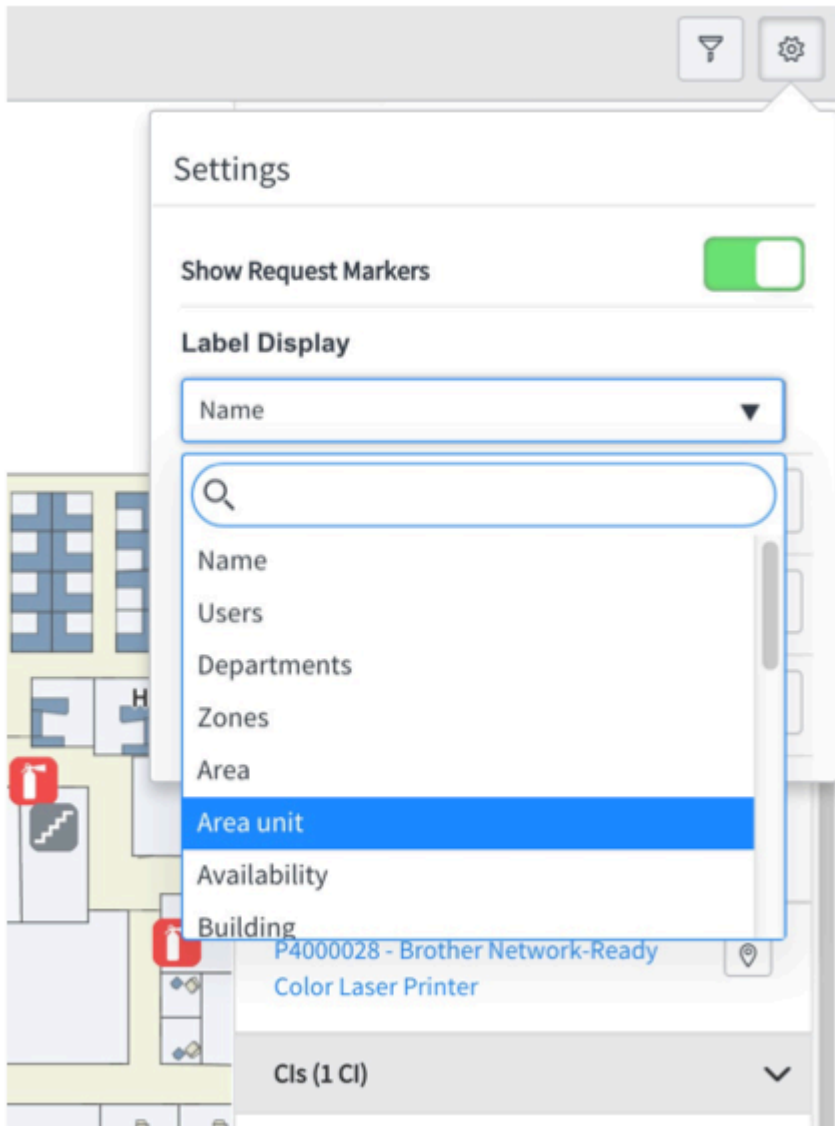 Settings
Show Request Markers
Label Display
Name
Name
Users
Departments
Zones
Area
Area unit
Availability
Building
H
P4000028 - Brother Network-Ready
Color Laser Printer
CIs (1 CI)